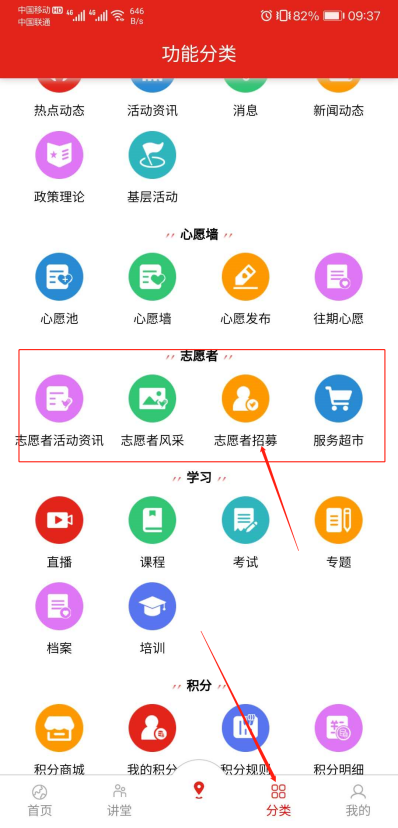 中国移动 HD 46 46 646 82% 09:37
中国联通 B/s
功能分类
热点动态 活动资讯 消息 新闻动态
政策理论 基层活动
心愿墙
心愿池 心愿墙 心愿发布 往期心愿
志愿者
志愿者活动资讯 志愿者风采 志愿者招募 服务超市
学习
直播 课程 考试 专题
档案 培训
积分
积分商城 我的积分 积分规则 积分明细
首页 讲堂 分类 我的